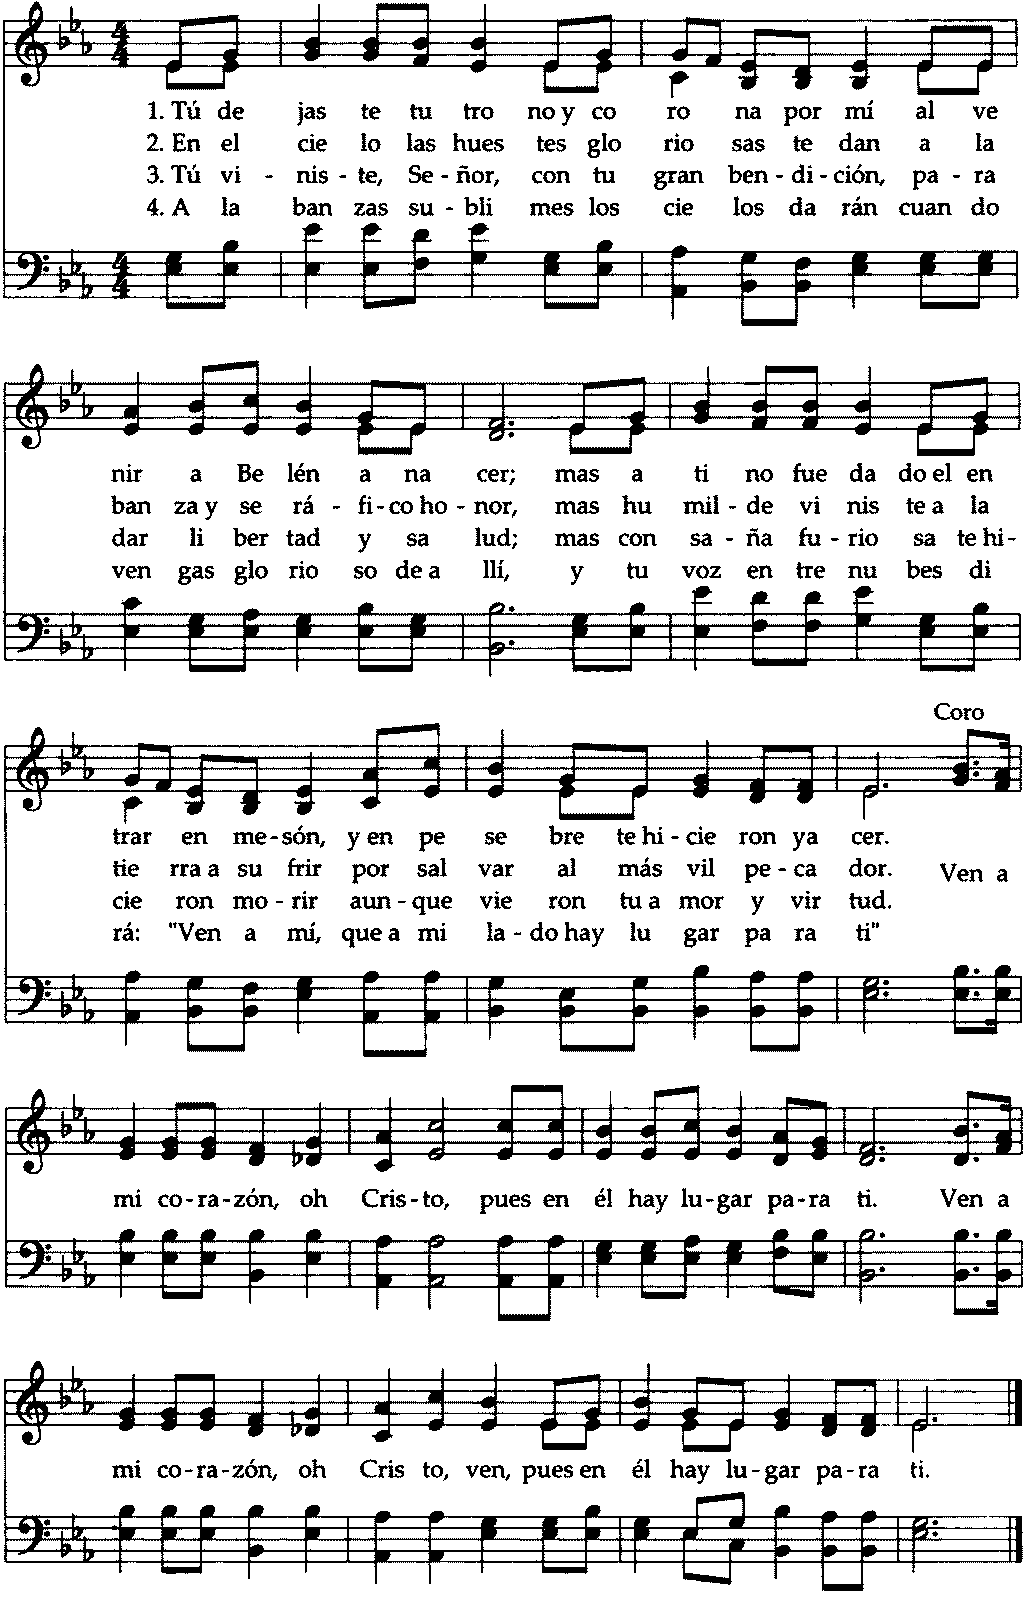 4 4
1. Tú de jas te tu tro no y co ro na por mí al ve
2. En el cie lo las hues tes glo rio sas te dan a la
3. Tú vi - nis - te, Se - ñor, con tu gran ben - di - ción, pa - ra
4. A la ban zas su - bli mes los cie los da rán cuan do
4 4
nir a Be lén a na cer; mas a ti no fue da do el en
ban za y se rá - fi - co ho - nor, mas hu mil - de vi nis te a la
dar li ber tad y sa lud; mas con sa - ña fu - rio sa te hi -
ven gas glo rio so de a llí, y tu voz en tre nu bes di
Coro
trar en me - són, y en pe se bre te hi - cie ron ya cer.
tie rra a su frir por sal var al más vil pe - ca dor. Ven a
cie ron mo - rir aun - que vie ron tu a mor y vir tud.
rá: "Ven a mí, que a mi la - do hay lu gar pa ra ti"
mi co - ra - zón, oh Cris - to, pues en él hay lu - gar pa - ra ti. Ven a
mi co - ra - zón, oh Cris to, ven, pues en él hay lu - gar pa - ra ti.